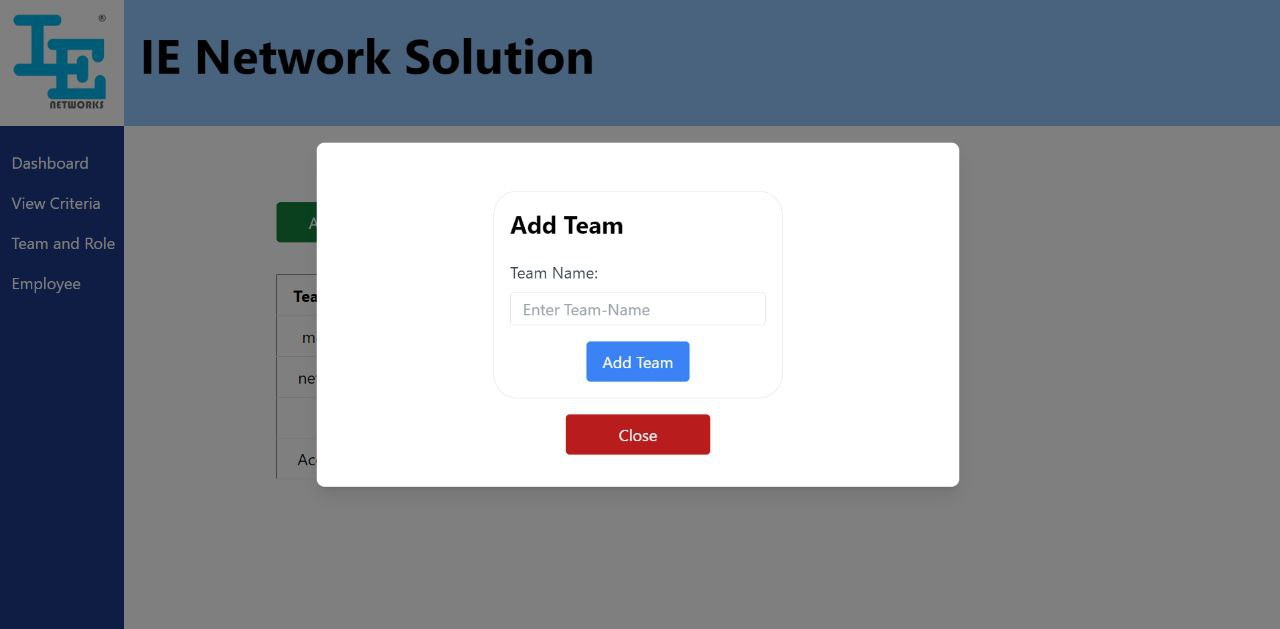 IE
®
NETWORKS
IE Network Solution
Dashboard
View Criteria
Team and Role
Employee
Add Team
Team Name:
Enter Team-Name
Add Team
Close